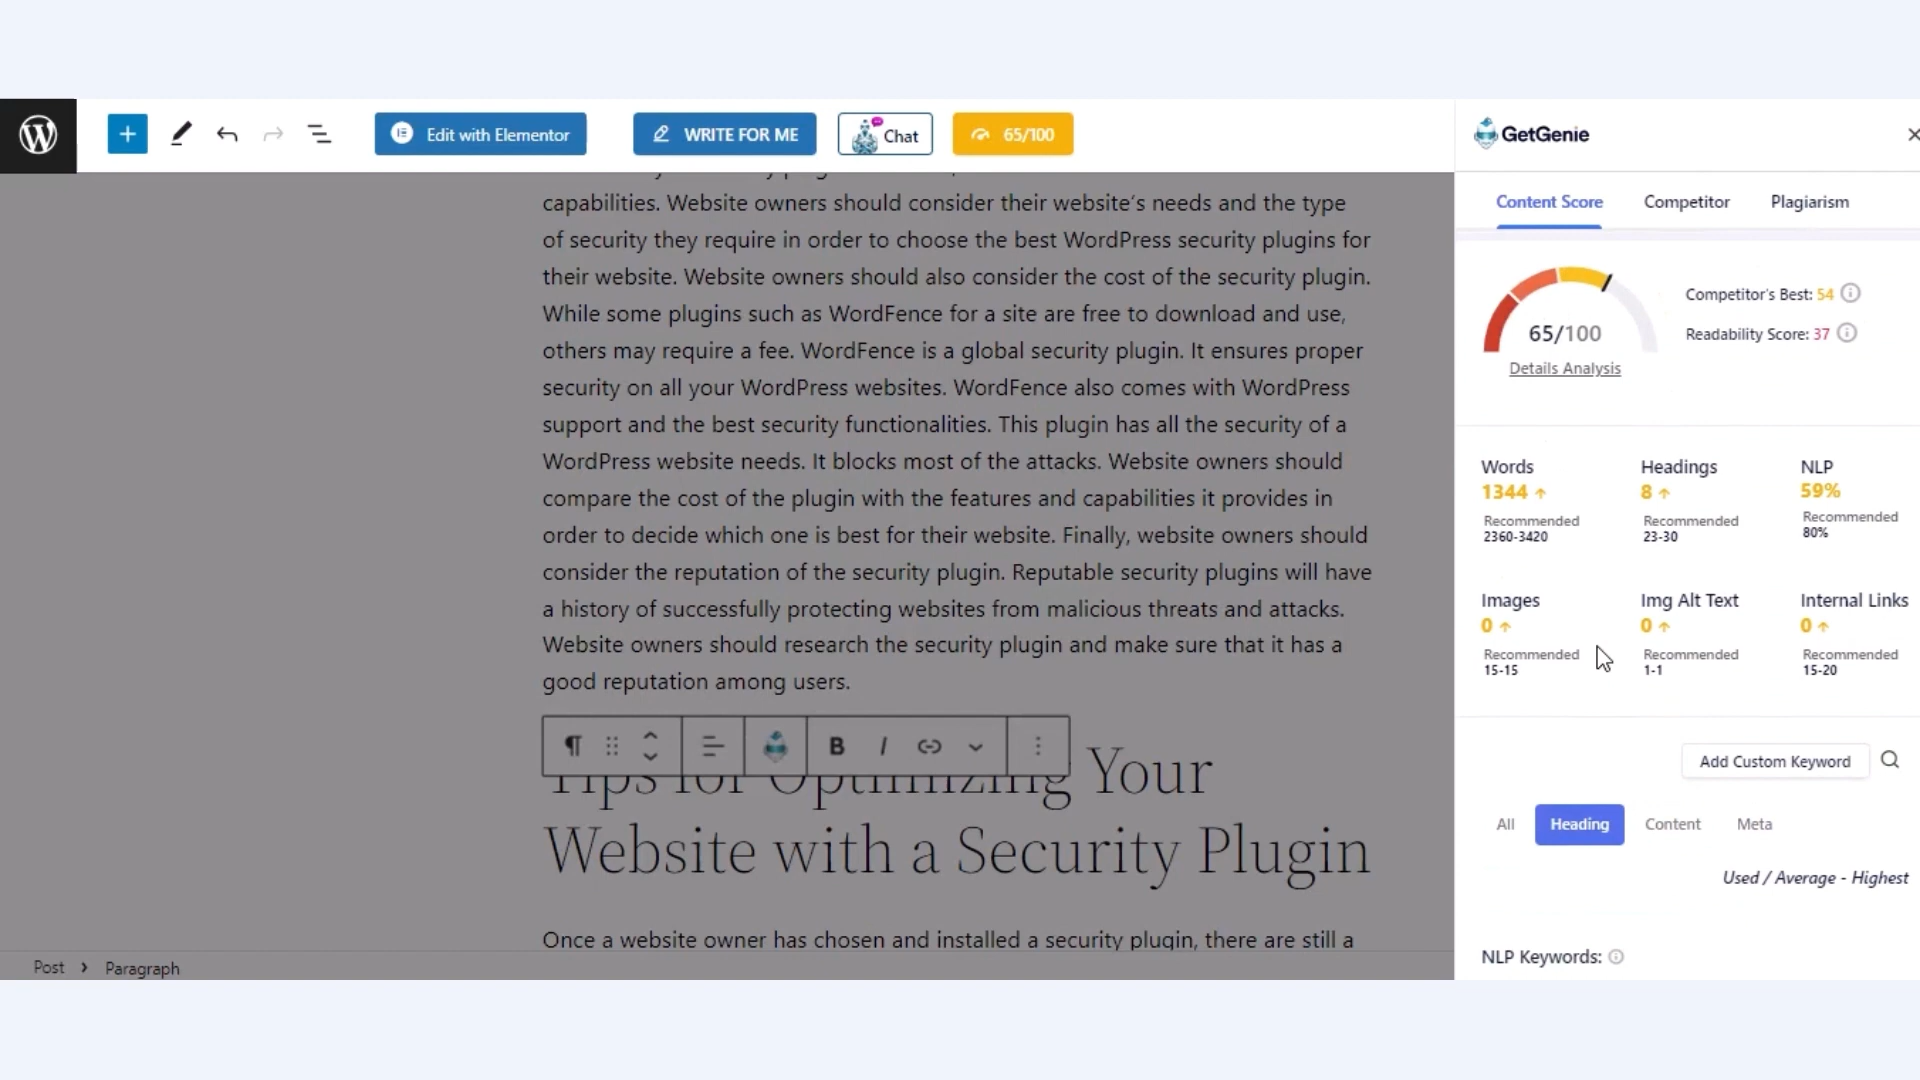 Edit with Elementor
WRITE FOR ME
Chat
65/100
GetGenie
Content Score
Competitor
Plagiarism
capabilities. Website owners should consider their website's needs and the type
of security they require in order to choose the best WordPress security plugins for
their website. Website owners should also consider the cost of the security plugin.
While some plugins such as WordFence for a site are free to download and use,
others may require a fee. WordFence is a global security plugin. It ensures proper
security on all your WordPress websites. WordFence also comes with WordPress
support and the best security functionalities. This plugin has all the security of a
WordPress website needs. It blocks most of the attacks. Website owners should
compare the cost of the plugin with the features and capabilities it provides in
order to decide which one is best for their website. Finally, website owners should
consider the reputation of the security plugin. Reputable security plugins will have
a history of successfully protecting websites from malicious threats and attacks.
Website owners should research the security plugin and make sure that it has a
good reputation among users.
B I
Tips for Optimizing Your
Website with a Security Plugin
Once a website owner has chosen and installed a security plugin, there are still a
Post > Paragraph
65/100
Details Analysis
Competitor's Best: 54
Readability Score: 37
Words
1344
Recommended
2360-3420
Headings
8
Recommended
23-30
NLP
59%
Recommended
80%
Images
0
Recommended
15-15
Img Alt Text
0
Recommended
1-1
Internal Links
0
Recommended
15-20
Add Custom Keyword
All
Heading
Content
Meta
Used / Average - Highest
NLP Keywords: